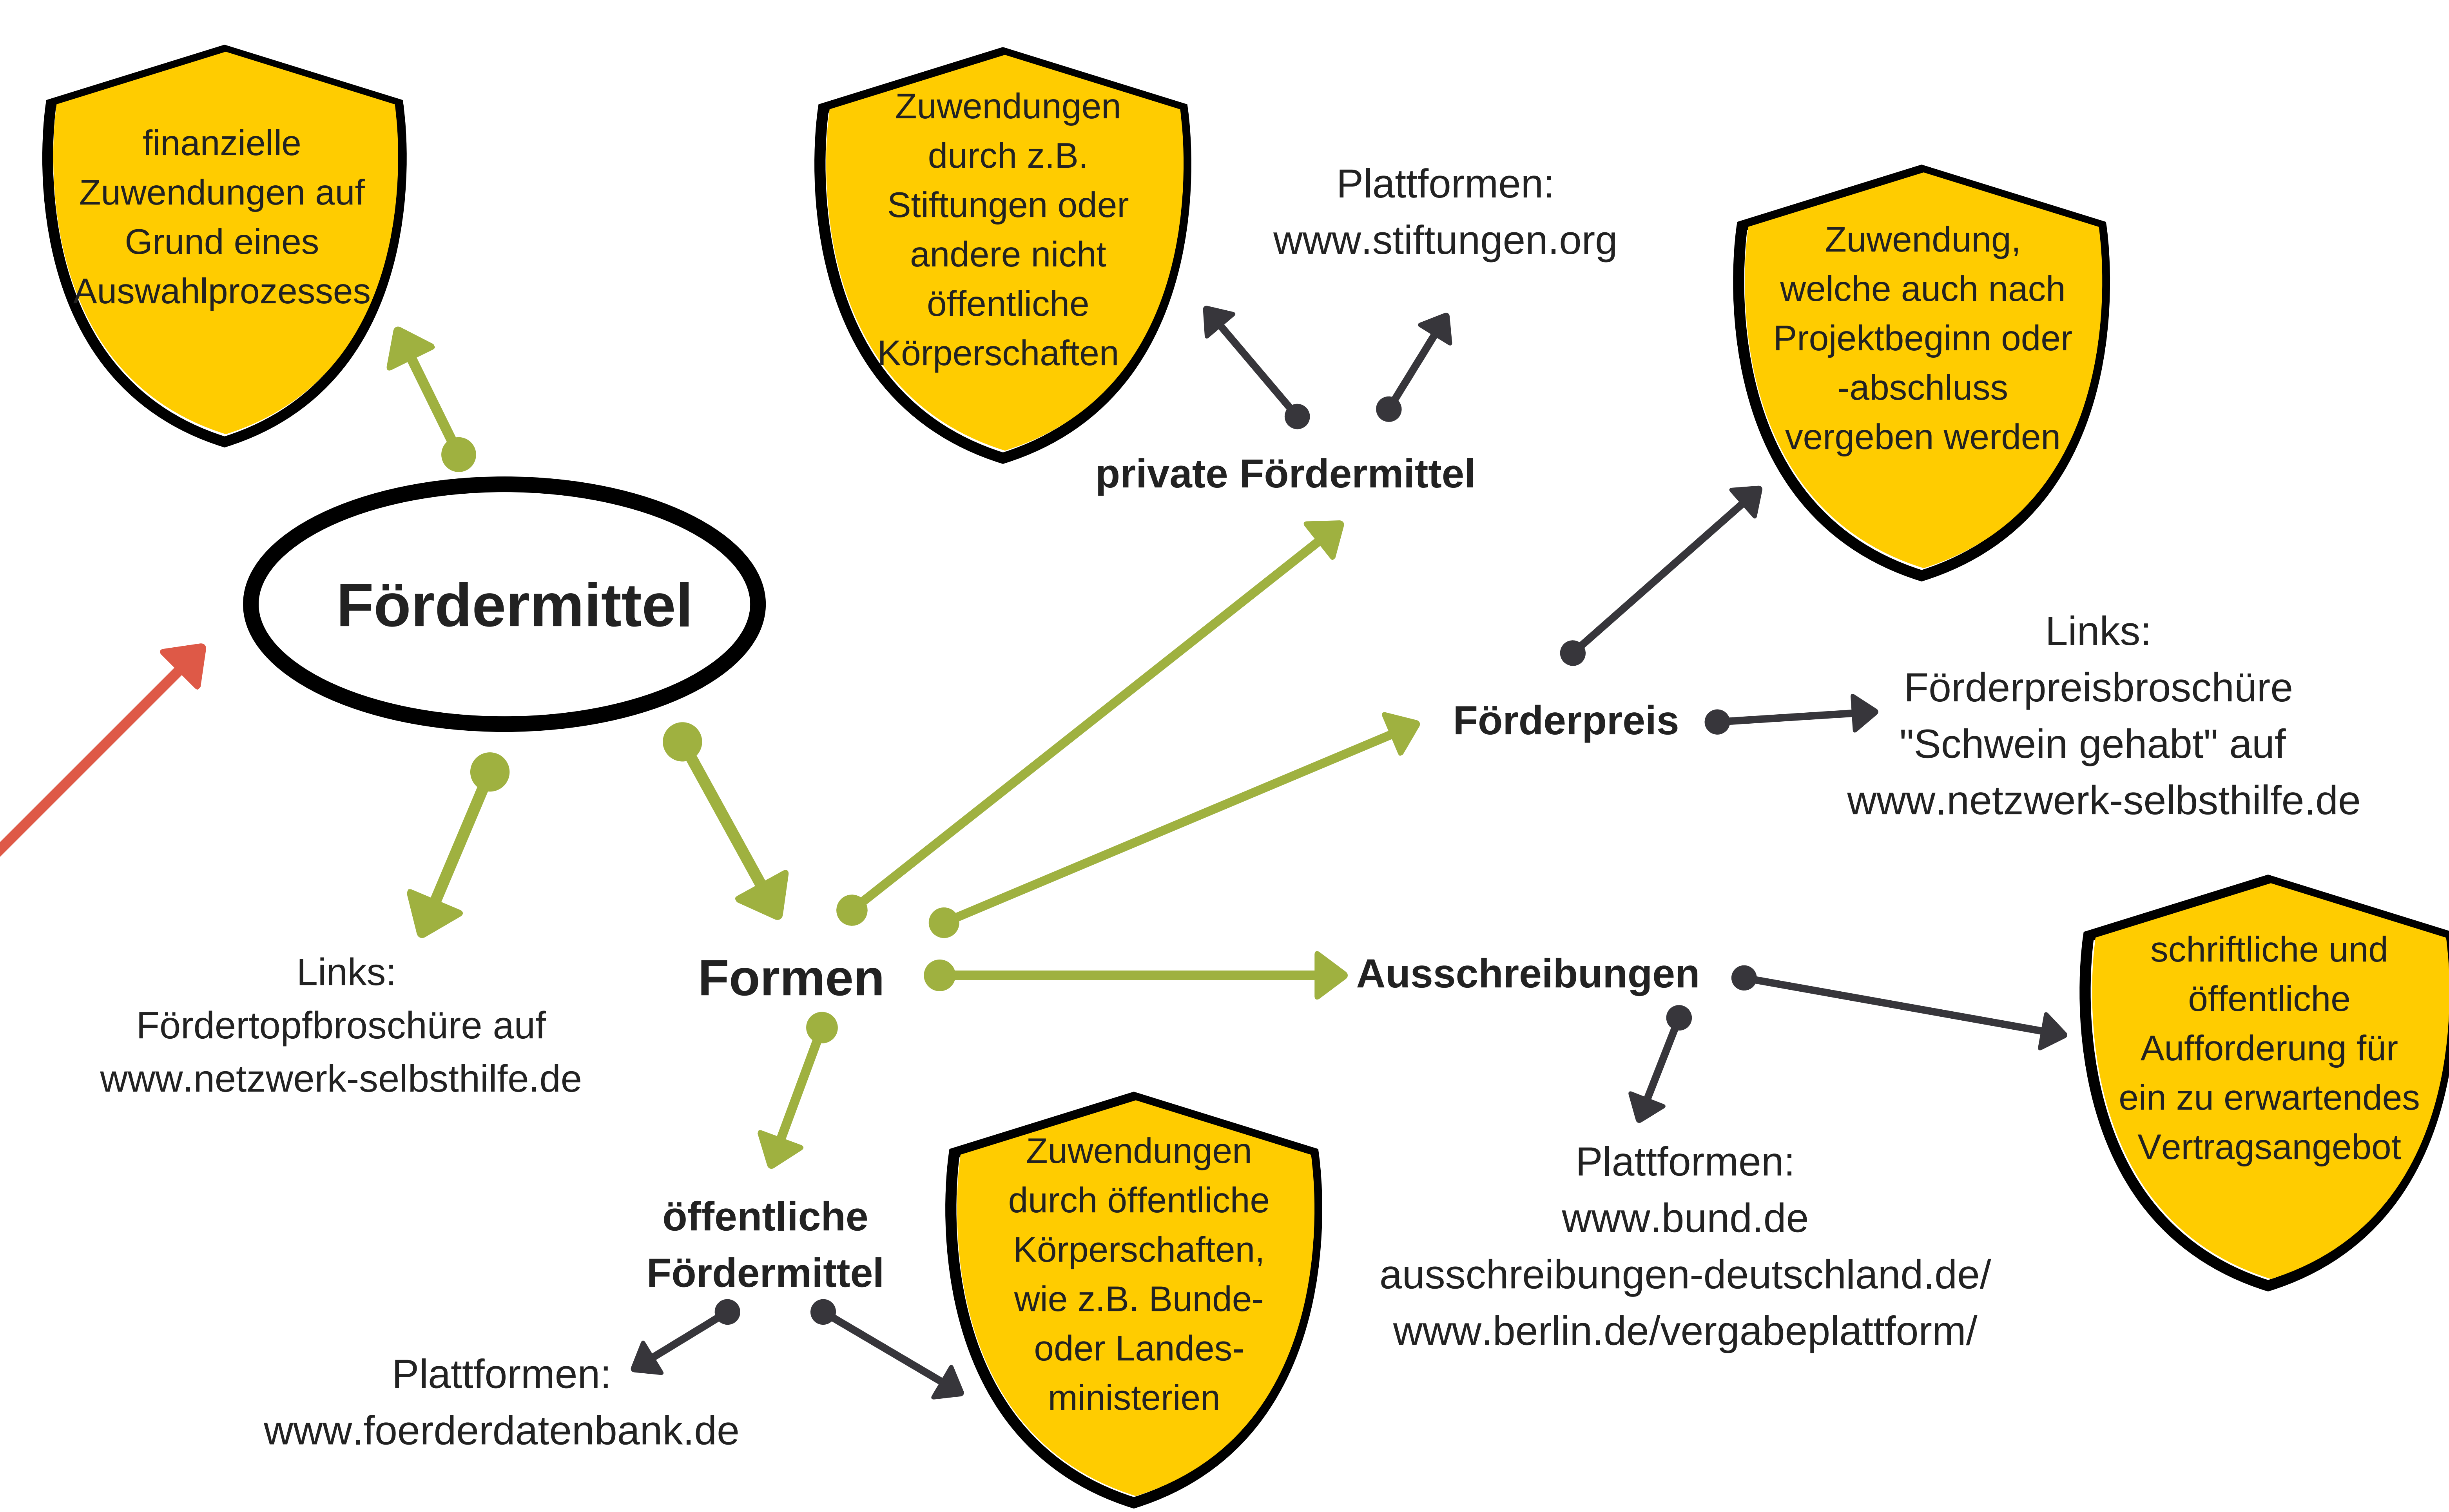 finanzielle
Zuwendungen auf
Grund eines
Auswahlprozesses
Zuwendungen
durch z.B.
Stiftungen oder
andere nicht
öffentliche
Körperschaften
Plattformen:
www.stiftungen.org
Zuwendung,
welche auch nach
Projektbeginn oder
-abschluss
vergeben werden
private Fördermittel
Fördermittel
Förderpreis
Links:
Förderpreisbroschüre
"Schwein gehabt" auf
www.netzwerk-selbsthilfe.de
Links:
Fördertopfbroschüre auf
www.netzwerk-selbsthilfe.de
Formen
Ausschreibungen
schriftliche und
öffentliche
Aufforderung für
ein zu erwartendes
Vertragsangebot
öffentliche
Fördermittel
Zuwendungen
durch öffentliche
Körperschaften,
wie z.B. Bunde-
oder Landes-
ministerien
Plattformen:
www.bund.de
ausschreibungen-deutschland.de/
www.berlin.de/vergabeplattform/
Plattformen:
www.foerderdatenbank.de